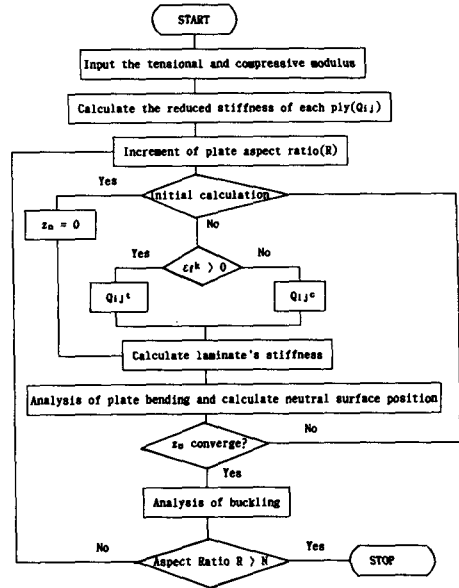 START
Input the tensional and compressive modulus
Calculate the reduced stiffness of each ply(Qij)
Increment of plate aspect ratio(R)
Yes
Initial calculation
No
zn = 0
Yes
εfk > 0
No
Qijt
Qijc
Calculate laminate's stiffness
Analysis of plate bending and calculate neutral surface position
zn converge?
No
Yes
Analysis of buckling
No
Aspect Ratio R > N
Yes
STOP